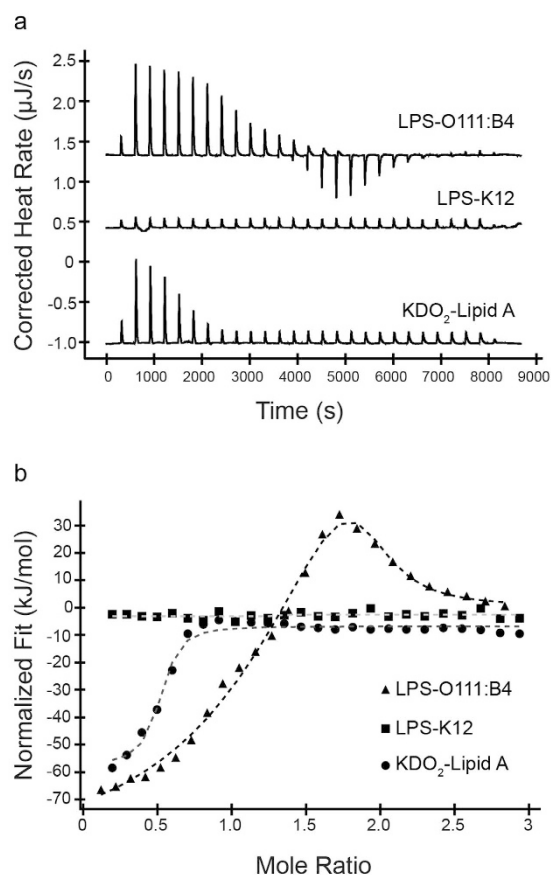 a
Corrected Heat Rate (µJ/s)
2.5
2.0
1.5
1.0
0.5
0
-0.5
-1.0
LPS-O111:B4
LPS-K12
KDO₂-Lipid A
0 1000 2000 3000 4000 5000 6000 7000 8000 9000
Time (s)
b
Normalized Fit (kJ/mol)
30
20
10
0
-10
-20
-30
-40
-50
-60
-70
LPS-O111:B4
LPS-K12
KDO₂-Lipid A
0 0.5 1.0 1.5 2.0 2.5 3
Mole Ratio